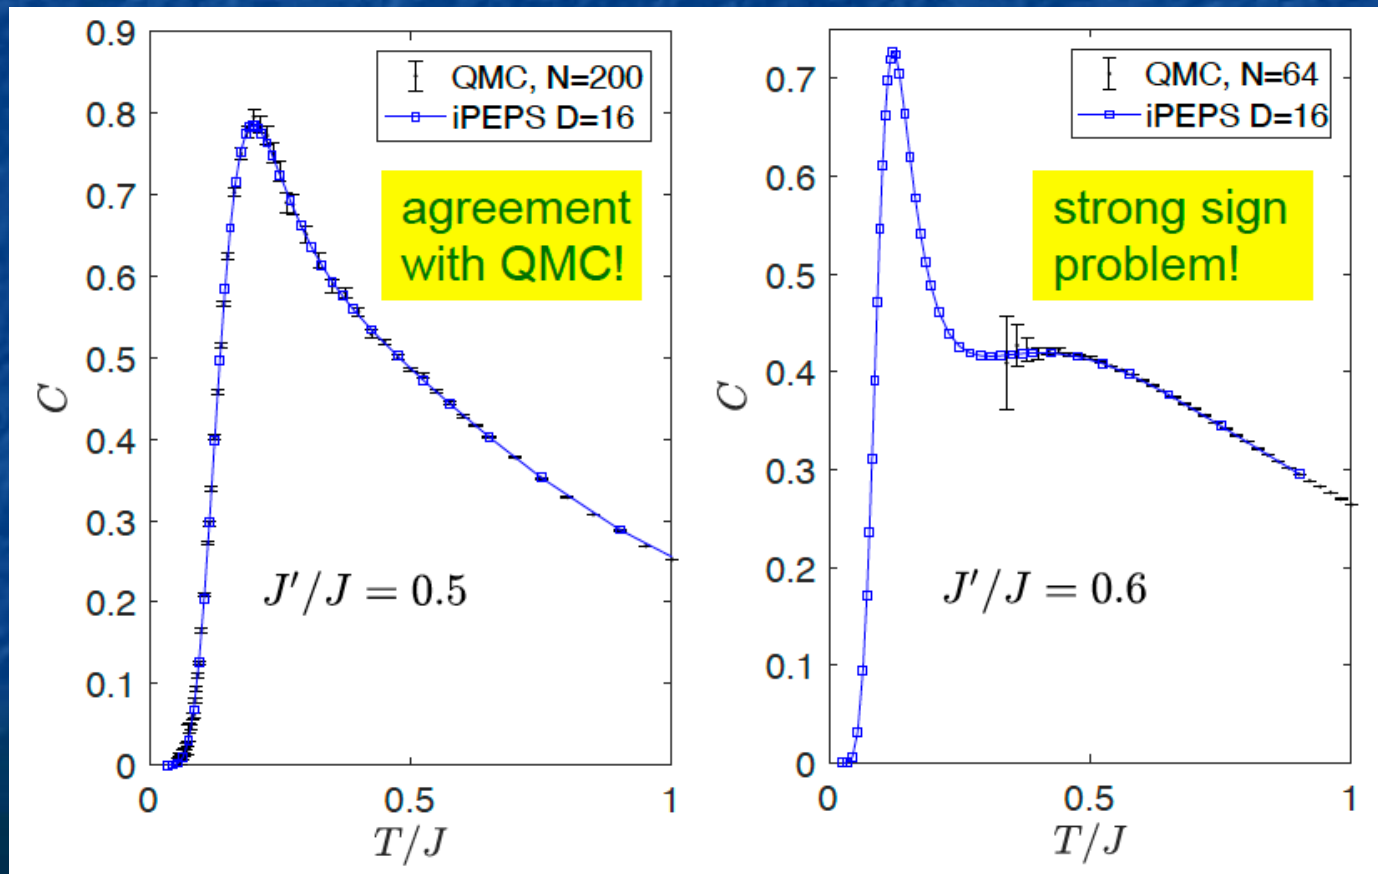 0.9
0.8
0.7
0.6
0.5
0.4
0.3
0.2
0.1
0
C
QMC, N=200
iPEPS D=16
agreement
with QMC!
J′/J = 0.5
0
0.5
1
T/J
0.7
0.6
0.5
0.4
0.3
0.2
0.1
0
C
QMC, N=64
iPEPS D=16
strong sign
problem!
J′/J = 0.6
0
0.5
1
T/J